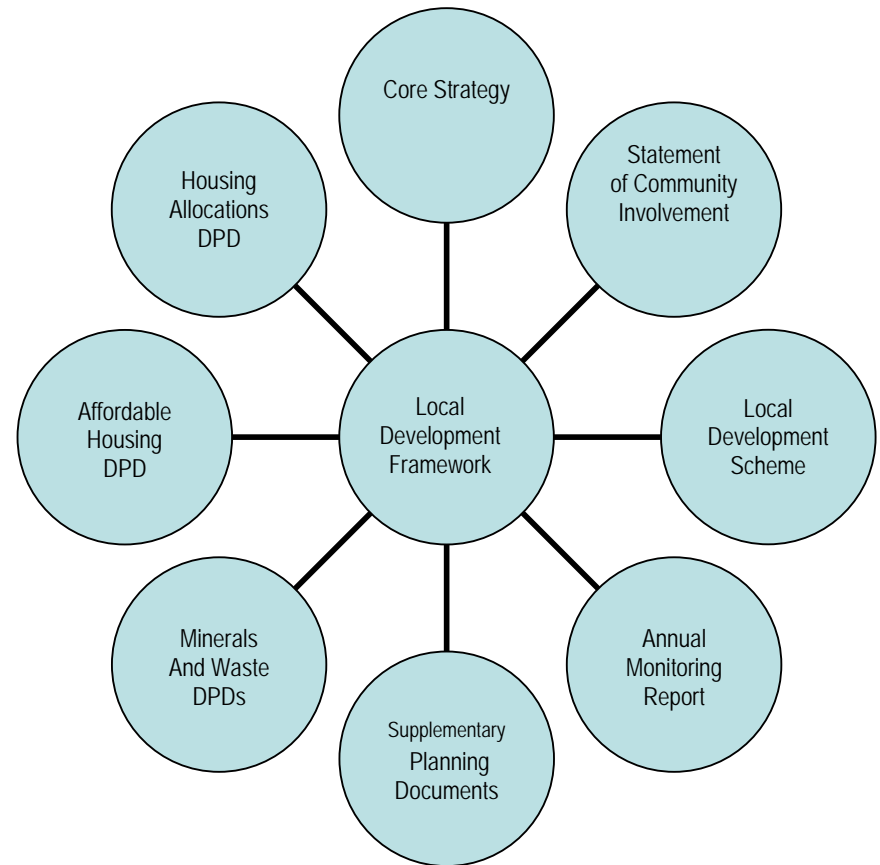 Core Strategy
Statement
of Community
Involvement
Housing
Allocations
DPD
Local
Development
Framework
Affordable
Housing
DPD
Local
Development
Scheme
Minerals
And Waste
DPDs
Annual
Monitoring
Report
Supplementary
Planning
Documents